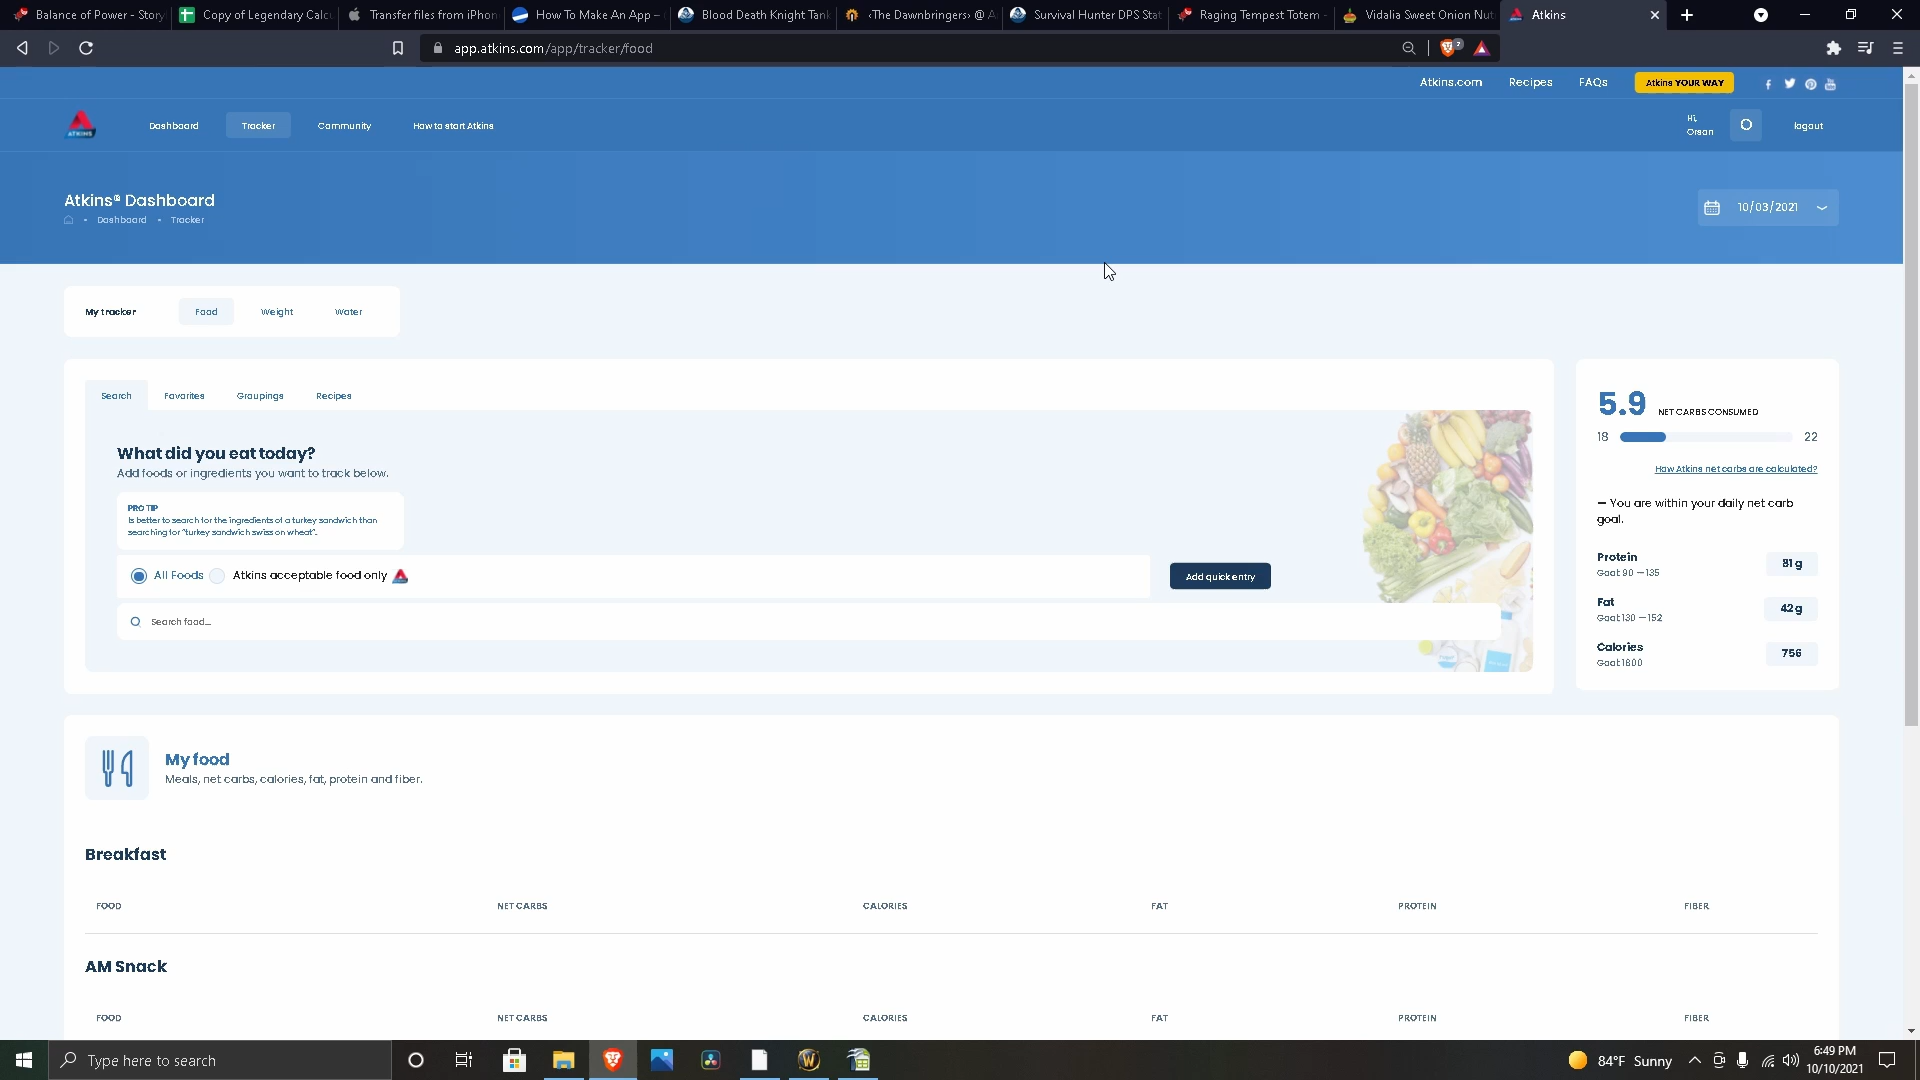 Balance of Power - Story
Copy of Legendary Calcu
Transfer files from iPhon
How To Make An App –
Blood Death Knight Tank
‹The Dawnbringers› @ A
Survival Hunter DPS Stat
Raging Tempest Totem -
Vidalia Sweet Onion Nut
Atkins
app.atkins.com/app/tracker/food
2
Atkins.com
Recipes
FAQs
Atkins YOUR WAY
ATKINS
Dashboard
Tracker
Community
How to start Atkins
Hi,
Orsan
O
logout
Atkins® Dashboard
Dashboard • Tracker
10/03/2021
My tracker
Food
Weight
Water
Search
Favorites
Groupings
Recipes
What did you eat today?
Add foods or ingredients you want to track below.
PRO TIP
Is better to search for the ingredients of a turkey sandwich than
searching for "turkey sandwich swiss on wheat".
All Foods
Atkins acceptable food only
Add quick entry
Search food...
5.9 NET CARBS CONSUMED
18
22
How Atkins net carbs are calculated?
— You are within your daily net carb
goal.
Protein
Goal: 90 — 135
81 g
Fat
Goal: 130 — 152
42 g
Calories
Goal: 1800
756
My food
Meals, net carbs, calories, fat, protein and fiber.
Breakfast
FOOD NET CARBS CALORIES FAT PROTEIN FIBER
AM Snack
FOOD NET CARBS CALORIES FAT PROTEIN FIBER
Type here to search
84°F Sunny
6:49 PM
10/10/2021